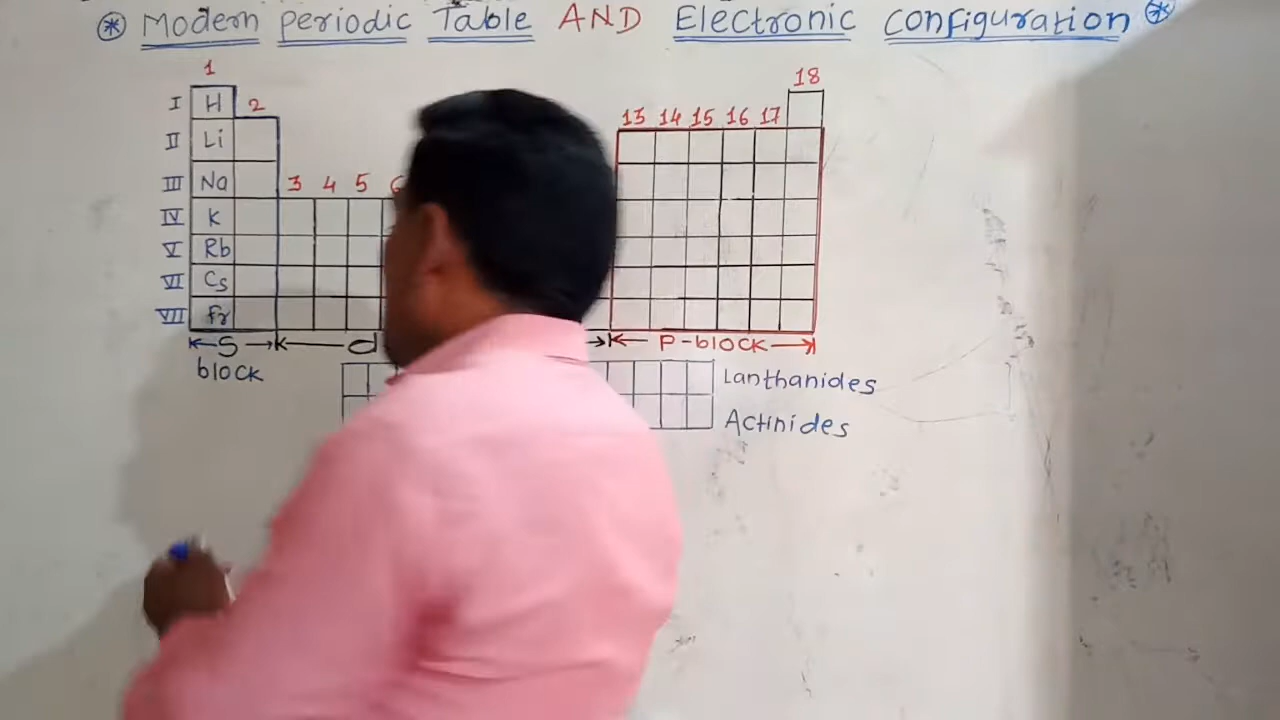 * Modern periodic Table AND Electronic configuration *
1 18
I H 2 13 14 15 16 17
II Li
III Na 3 4 5 6
IV K
V Rb
VI Cs
VII Fr
S d P-block
block
Lanthanides
Actinides